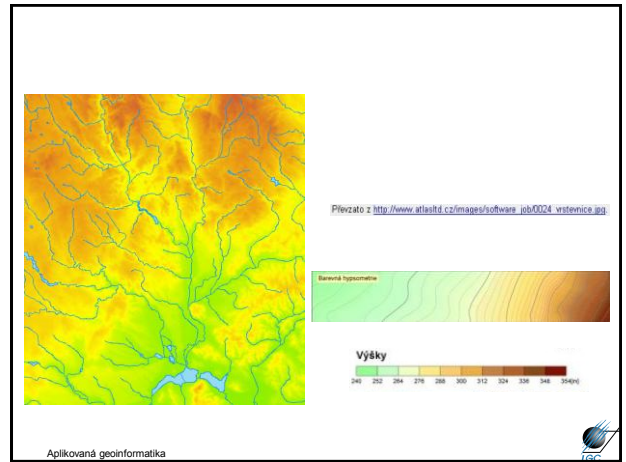 Převzato z http://www.atlasltd.cz/images/software_job/0024_vrstevnice.jpg.
Barevná hypsometrie
Výšky
240 252 264 276 288 300 312 324 336 348 354(m)
Aplikovaná geoinformatika
LGC